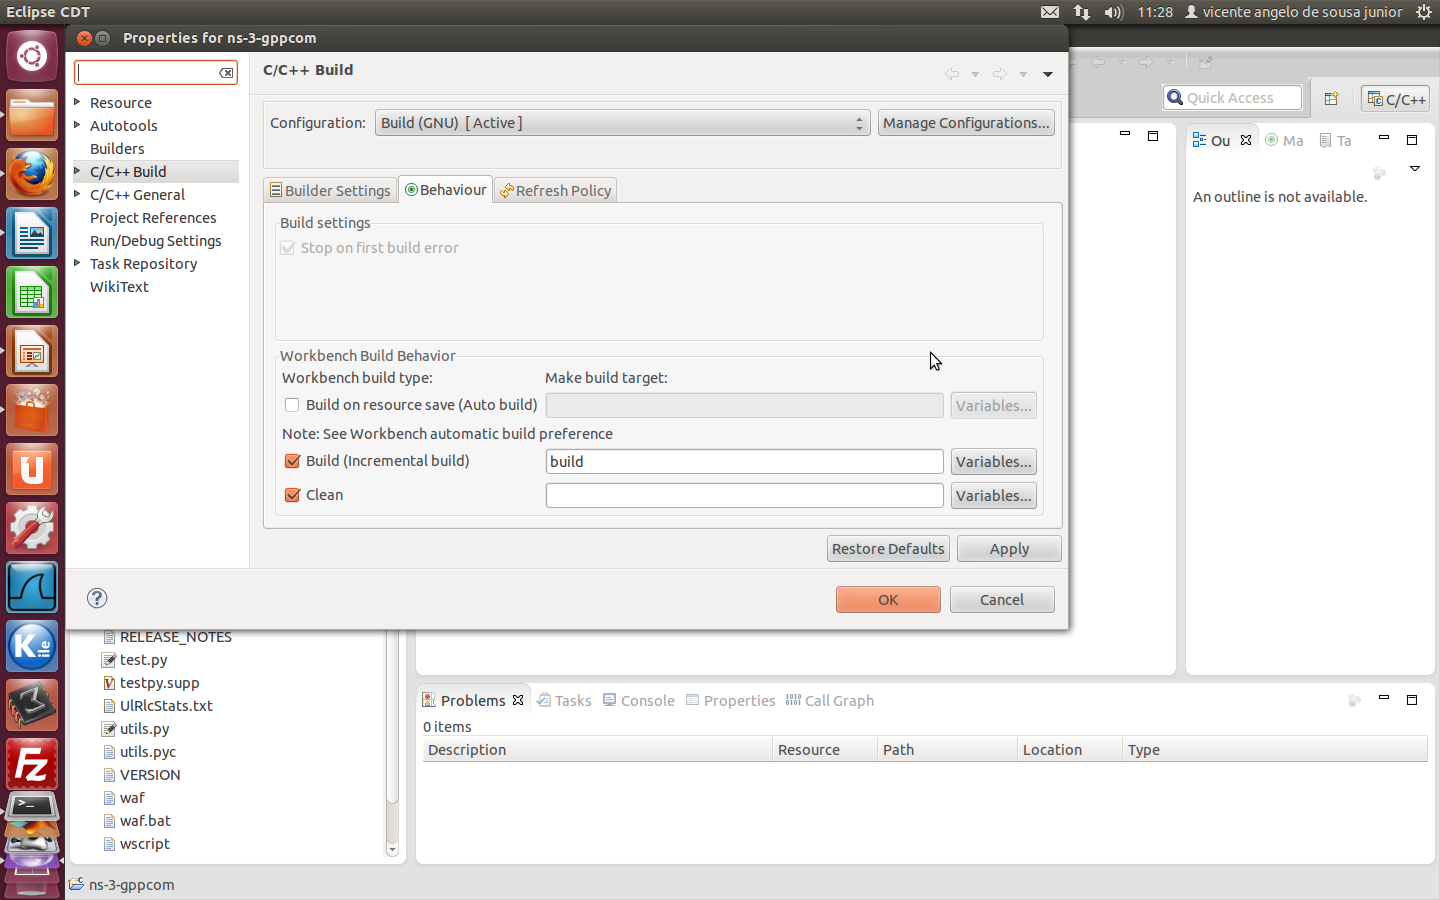 Eclipse CDT
11:28 vicente angelo de sousa junior
Properties for ns-3-gppcom
C/C++ Build
Resource
Autotools
Builders
C/C++ Build
C/C++ General
Project References
Run/Debug Settings
Task Repository
WikiText
Configuration: Build (GNU) [ Active ] Manage Configurations...
Builder Settings Behaviour Refresh Policy
Build settings
Stop on first build error
Workbench Build Behavior
Workbench build type: Make build target:
Build on resource save (Auto build) Variables...
Note: See Workbench automatic build preference
Build (Incremental build) build Variables...
Clean Variables...
Restore Defaults Apply
? OK Cancel
Quick Access C/C++
Ou Ma Ta
An outline is not available.
RELEASE_NOTES
test.py
testpy.supp
UlRlcStats.txt
utils.py
utils.pyc
VERSION
waf
waf.bat
wscript
Problems Tasks Console Properties Call Graph
0 items
Description Resource Path Location Type
ns-3-gppcom